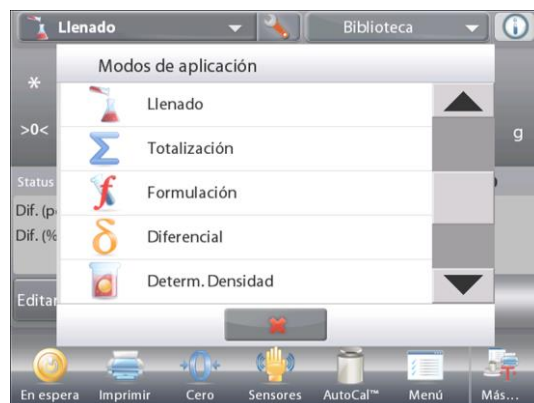 Llenado
Biblioteca
Modos de aplicación
*
Llenado
>0<
g
Totalización
Status
Formulación
Dif. (p
Dif. (%
Diferencial
Determ. Densidad
Editar
En espera Imprimir Cero Sensores AutoCal™ Menú Más...